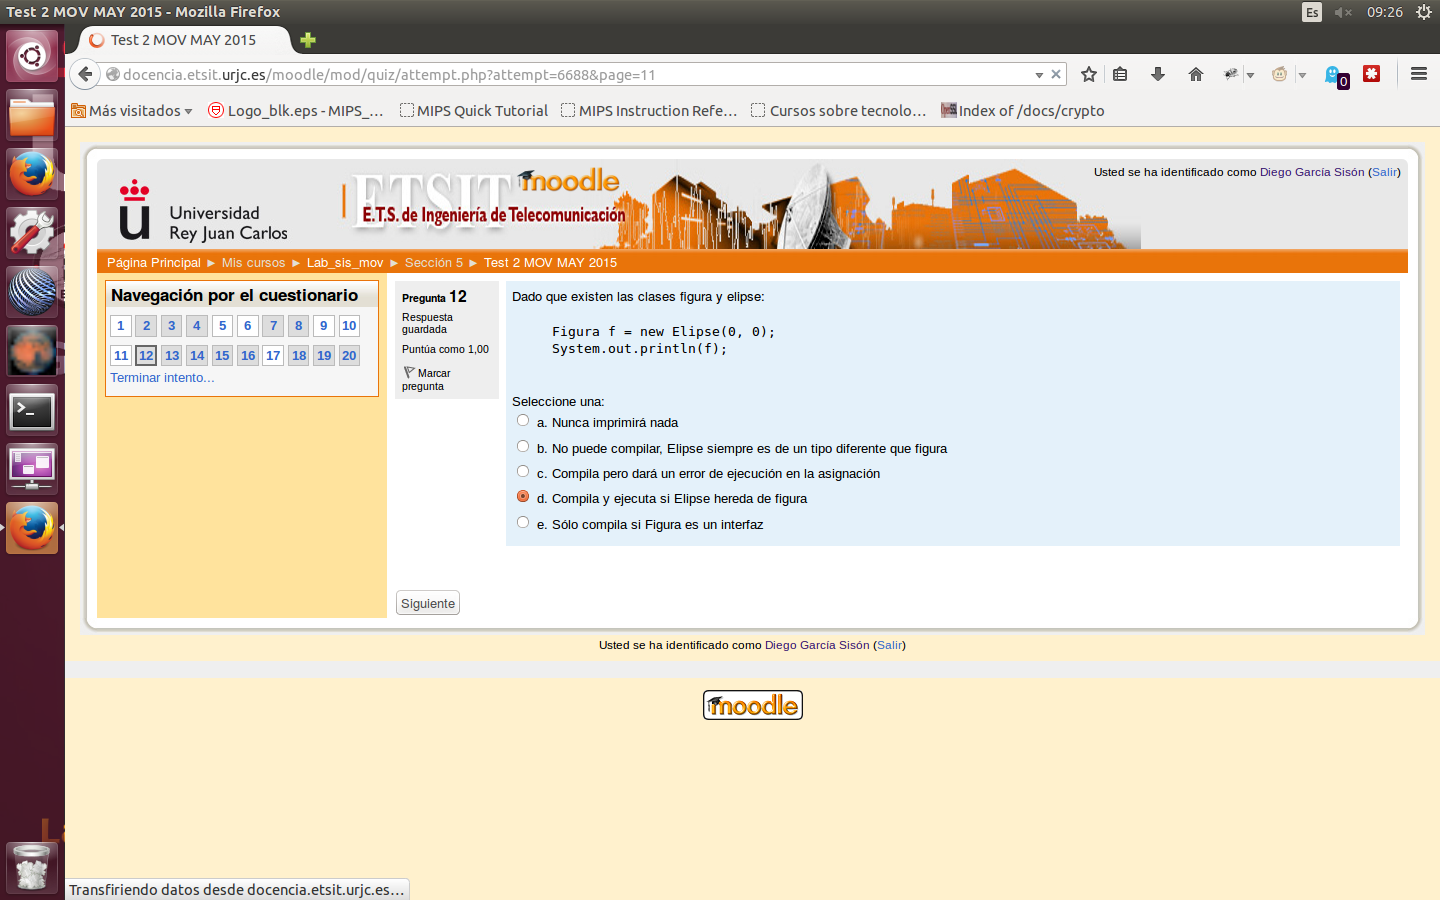 Test 2 MOV MAY 2015 - Mozilla Firefox
Es
09:26
Test 2 MOV MAY 2015
docencia.etsit.urjc.es/moodle/mod/quiz/attempt.php?attempt=6688&page=11
0
Más visitados
Logo_blk.eps - MIPS_...
MIPS Quick Tutorial
MIPS Instruction Refe...
Cursos sobre tecnolo...
Index of /docs/crypto
Universidad
Rey Juan Carlos
ETSIT
moodle
E.T.S. de Ingeniería de Telecomunicación
Usted se ha identificado como Diego García Sisón (Salir)
Página Principal ► Mis cursos ► Lab_sis_mov ► Sección 5 ► Test 2 MOV MAY 2015
Navegación por el cuestionario
1 2 3 4 5 6 7 8 9 10
11 12 13 14 15 16 17 18 19 20
Terminar intento...
Pregunta 12
Respuesta
guardada
Puntúa como 1,00
Marcar
pregunta
Dado que existen las clases figura y elipse:
Figura f = new Elipse(0, 0);
System.out.println(f);
Seleccione una:
a. Nunca imprimirá nada
b. No puede compilar, Elipse siempre es de un tipo diferente que figura
c. Compila pero dará un error de ejecución en la asignación
d. Compila y ejecuta si Elipse hereda de figura
e. Sólo compila si Figura es un interfaz
Siguiente
Usted se ha identificado como Diego García Sisón (Salir)
moodle
Transfiriendo datos desde docencia.etsit.urjc.es...